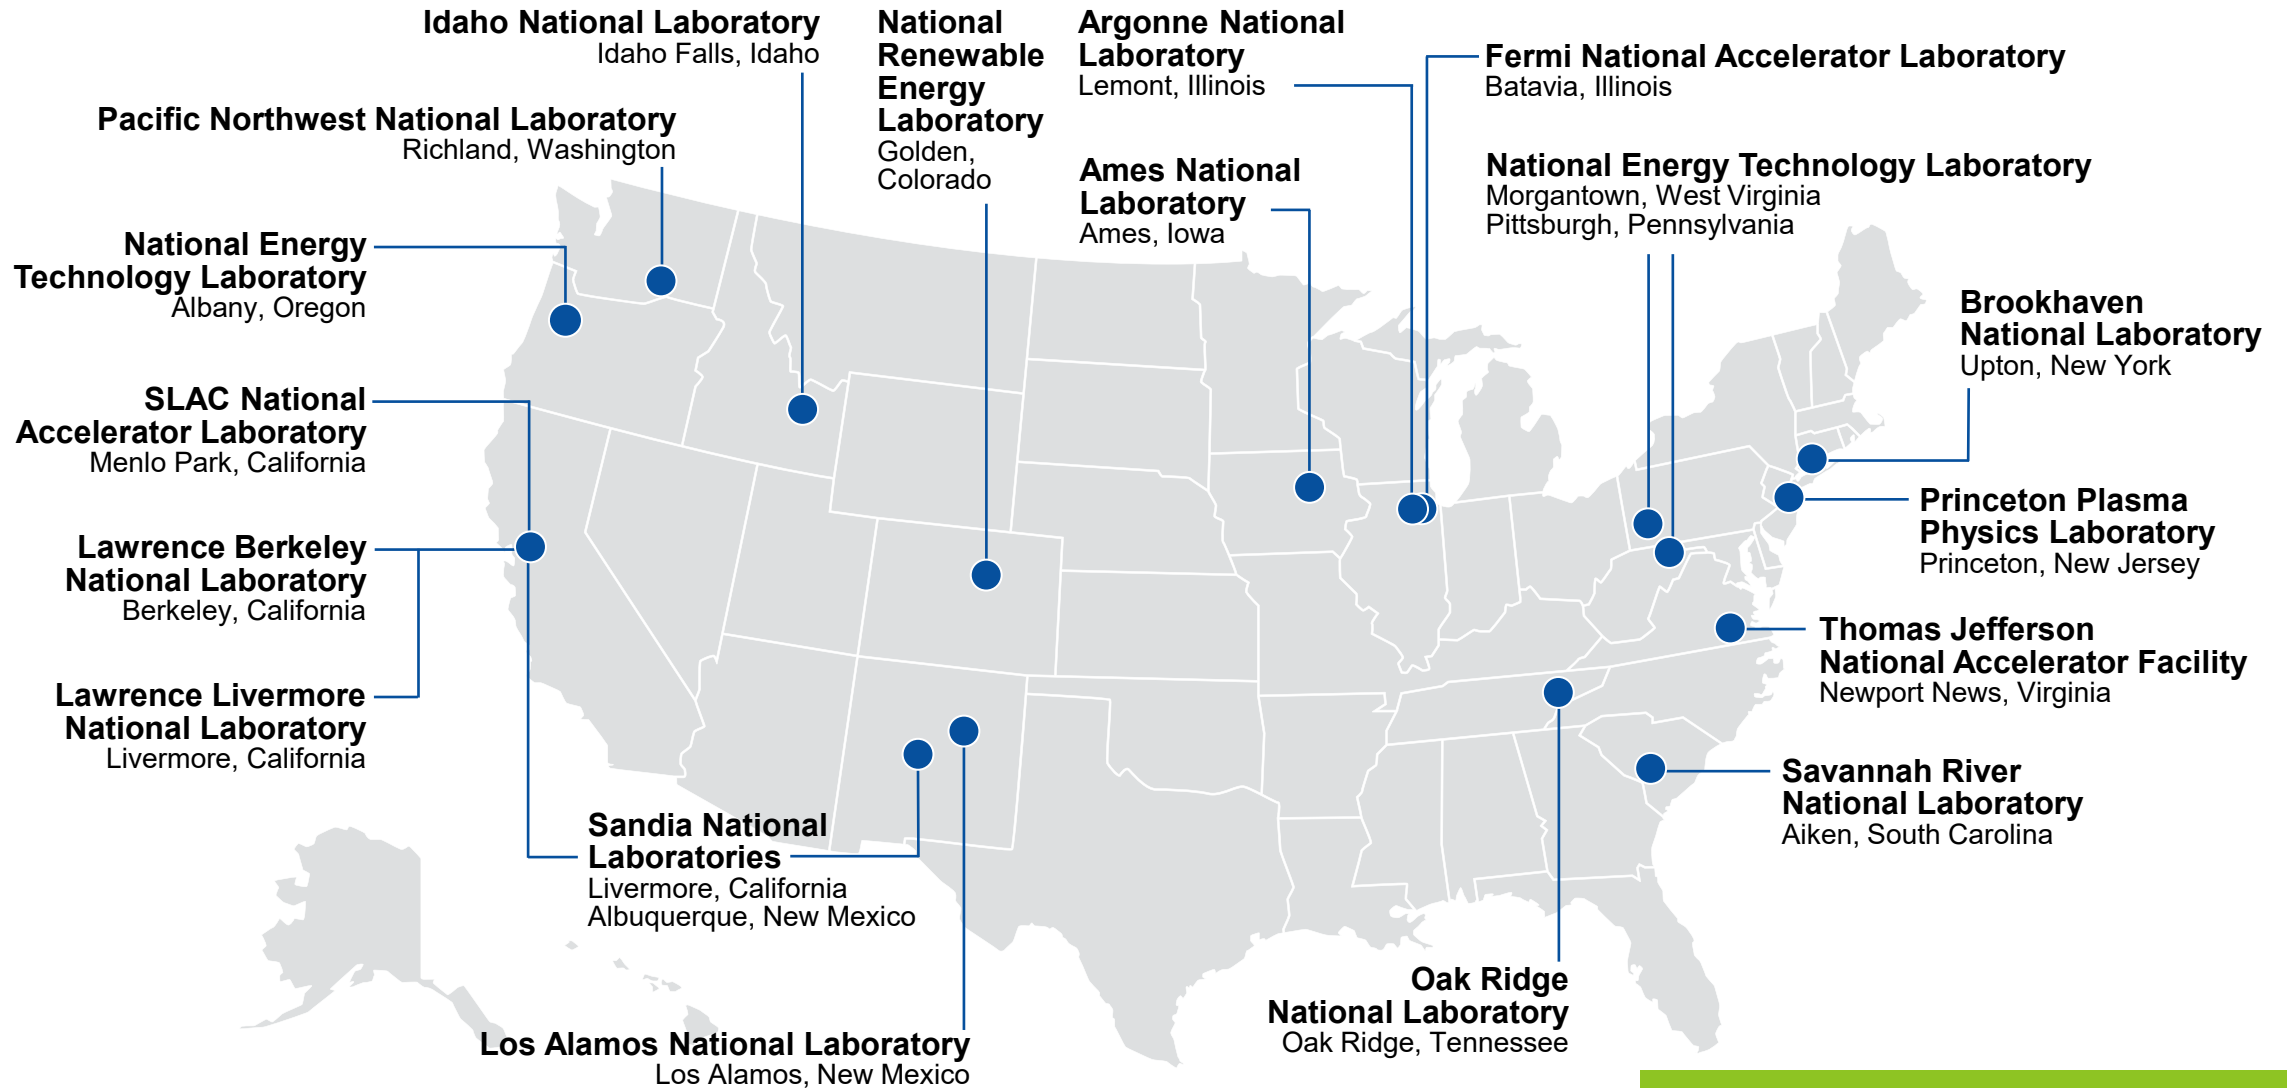 Idaho National Laboratory
Idaho Falls, Idaho
National
Renewable
Energy
Laboratory
Golden,
Colorado
Argonne National
Laboratory
Lemont, Illinois
Fermi National Accelerator Laboratory
Batavia, Illinois
Pacific Northwest National Laboratory
Richland, Washington
Ames National
Laboratory
Ames, Iowa
National Energy Technology Laboratory
Morgantown, West Virginia
Pittsburgh, Pennsylvania
National Energy
Technology Laboratory
Albany, Oregon
Brookhaven
National Laboratory
Upton, New York
SLAC National
Accelerator Laboratory
Menlo Park, California
Princeton Plasma
Physics Laboratory
Princeton, New Jersey
Lawrence Berkeley
National Laboratory
Berkeley, California
Thomas Jefferson
National Accelerator Facility
Newport News, Virginia
Lawrence Livermore
National Laboratory
Livermore, California
Savannah River
National Laboratory
Aiken, South Carolina
Sandia National
Laboratories
Livermore, California
Albuquerque, New Mexico
Oak Ridge
National Laboratory
Oak Ridge, Tennessee
Los Alamos National Laboratory
Los Alamos, New Mexico